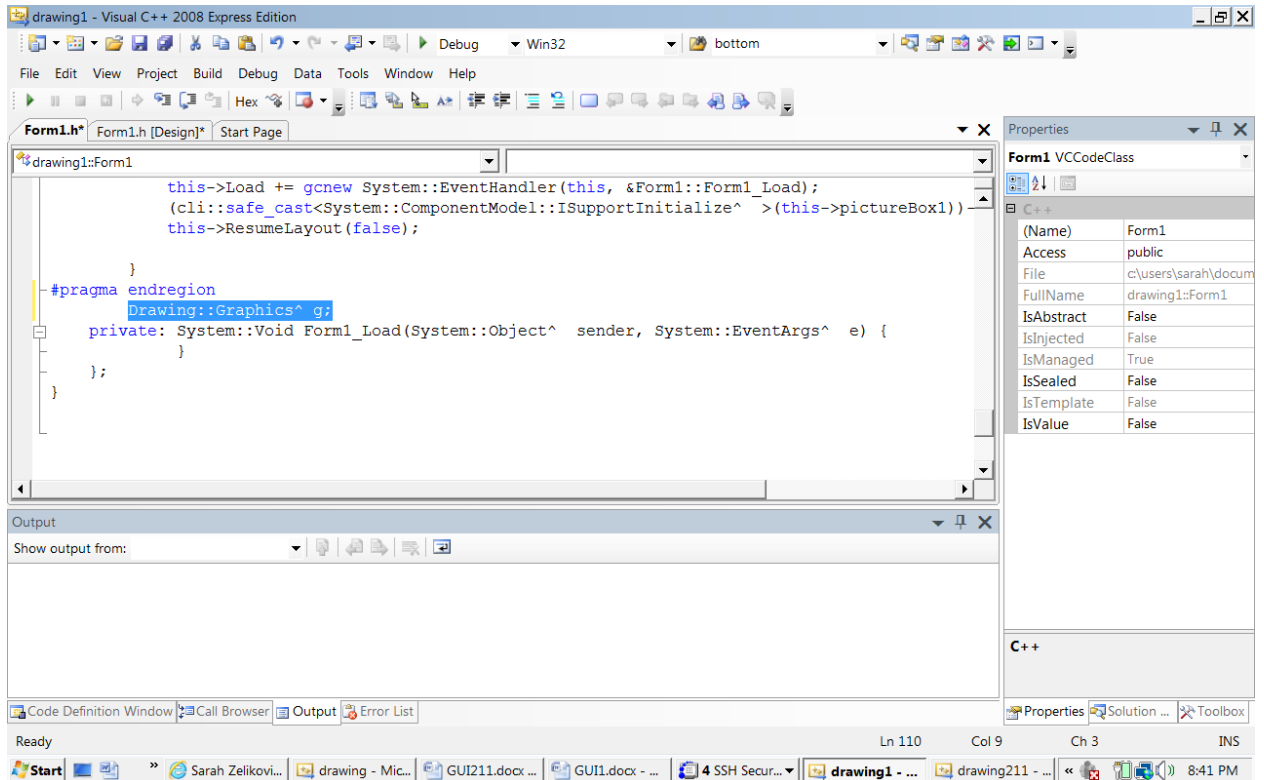 drawing1 - Visual C++ 2008 Express Edition
Debug Win32 bottom
File Edit View Project Build Debug Data Tools Window Help
Hex
Form1.h* Form1.h [Design]* Start Page
drawing1::Form1
this->Load += gcnew System::EventHandler(this, &Form1::Form1_Load);
(cli::safe_cast<System::ComponentModel::ISupportInitialize^  >(this->pictureBox1))-
this->ResumeLayout(false);
}
#pragma endregion
Drawing::Graphics^ g;
private: System::Void Form1_Load(System::Object^  sender, System::EventArgs^  e) {
}
};
}
Properties
Form1 VCCodeClass
C++
(Name) Form1
Access public
File c:\users\sarah\docum
FullName drawing1::Form1
IsAbstract False
IsInjected False
IsManaged True
IsSealed False
IsTemplate False
IsValue False
C++
Output
Show output from:
Code Definition Window Call Browser Output Error List
Properties Solution ... Toolbox
Ready Ln 110 Col 9 Ch 3 INS
Start » Sarah Zelikovi... drawing - Mic... GUI211.docx ... GUI1.docx - ... 4 SSH Secur... drawing1 - ... drawing211 - ... « 8:41 PM